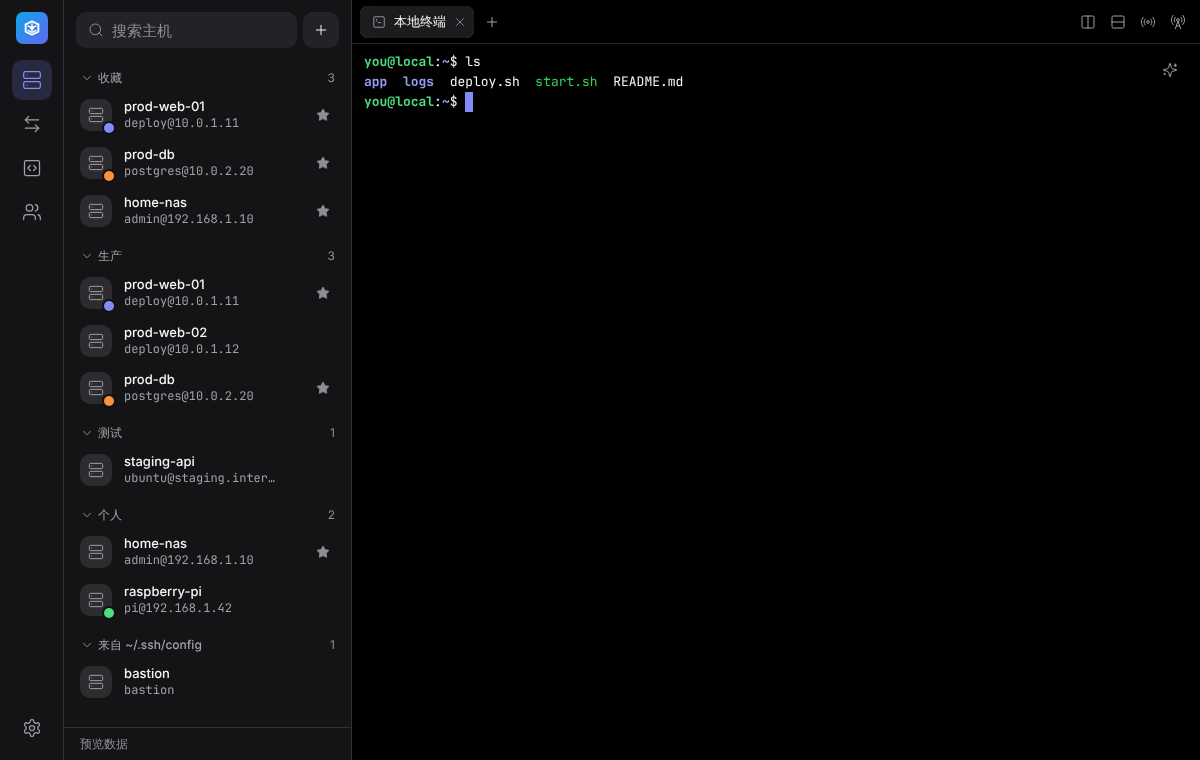 搜索主机
收藏 3
prod-web-01
deploy@10.0.1.11
prod-db
postgres@10.0.2.20
home-nas
admin@192.168.1.10
生产 3
prod-web-01
deploy@10.0.1.11
prod-web-02
deploy@10.0.1.12
prod-db
postgres@10.0.2.20
测试 1
staging-api
ubuntu@staging.inter…
个人 2
home-nas
admin@192.168.1.10
raspberry-pi
pi@192.168.1.42
来自 ~/.ssh/config 1
bastion
bastion
预览数据
本地终端
you@local:~$ ls
app logs deploy.sh start.sh README.md
you@local:~$